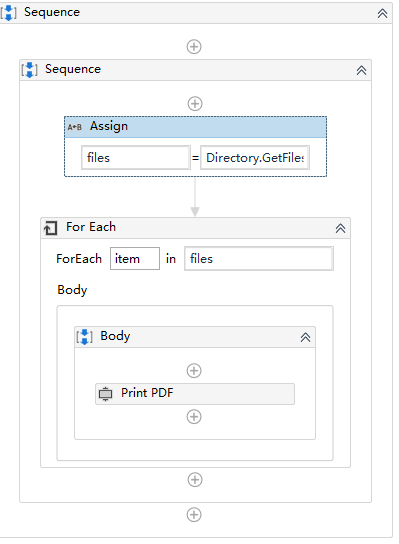 Sequence
Sequence
A+B Assign
files = Directory.GetFiles
For Each
ForEach item in files
Body
Body
Print PDF